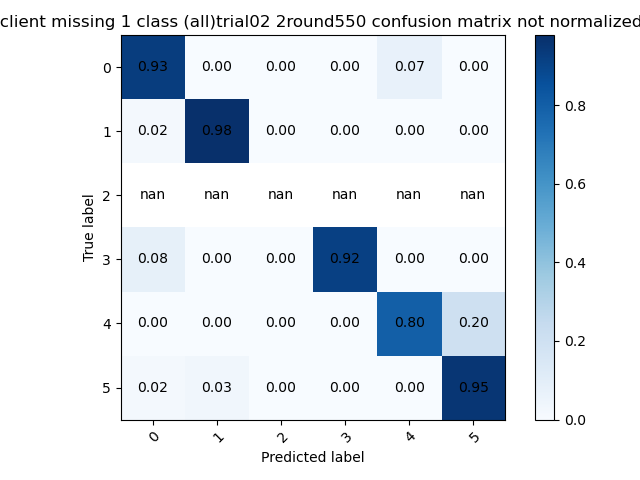 client missing 1 class (all)trial02 2round550 confusion matrix not normalized
0 0.93 0.00 0.00 0.00 0.07 0.00
1 0.02 0.98 0.00 0.00 0.00 0.00
2 nan nan nan nan nan nan
3 0.08 0.00 0.00 0.92 0.00 0.00
4 0.00 0.00 0.00 0.00 0.80 0.20
5 0.02 0.03 0.00 0.00 0.00 0.95
0 1 2 3 4 5
True label
Predicted label
0.8
0.6
0.4
0.2
0.0